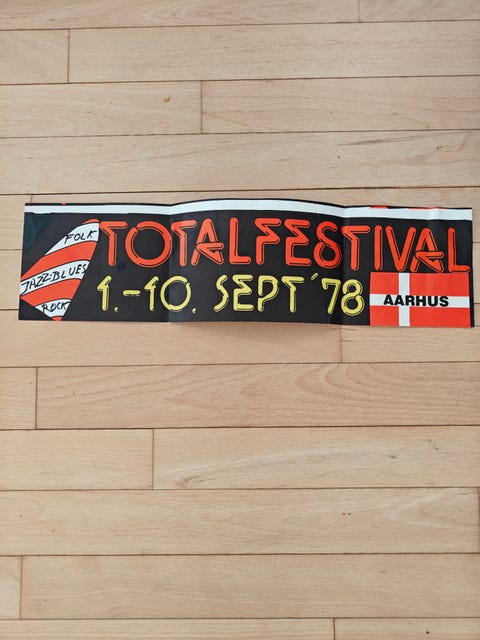 FOLK
JAZZ-BLUES
ROCK
TOTALFESTIVAL
1.-10. SEPT '78
AARHUS